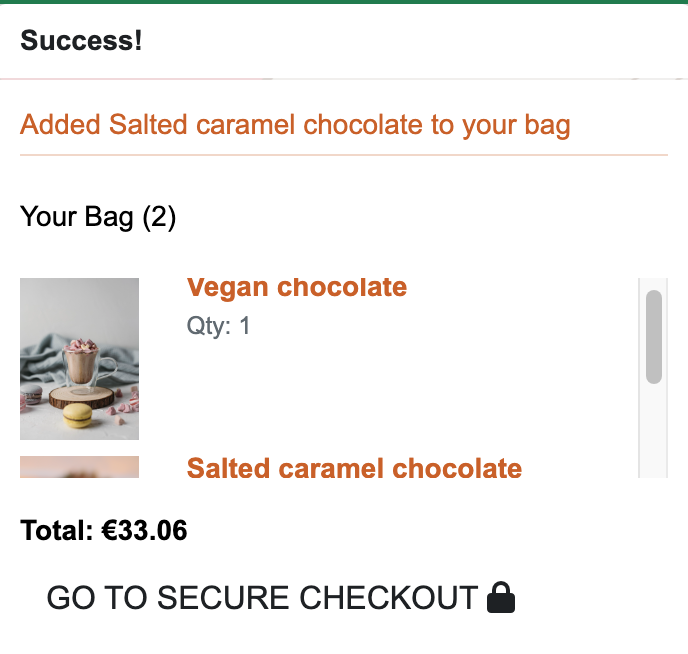 Success!
Added Salted caramel chocolate to your bag
Your Bag (2)
Vegan chocolate
Qty: 1
Salted caramel chocolate
Total: €33.06
GO TO SECURE CHECKOUT